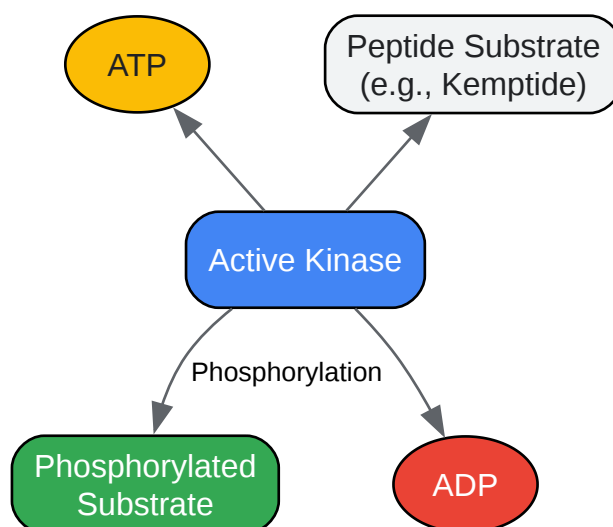 ATP
Peptide Substrate
(e.g., Kemptide)
Active Kinase
Phosphorylation
Phosphorylated
Substrate
ADP